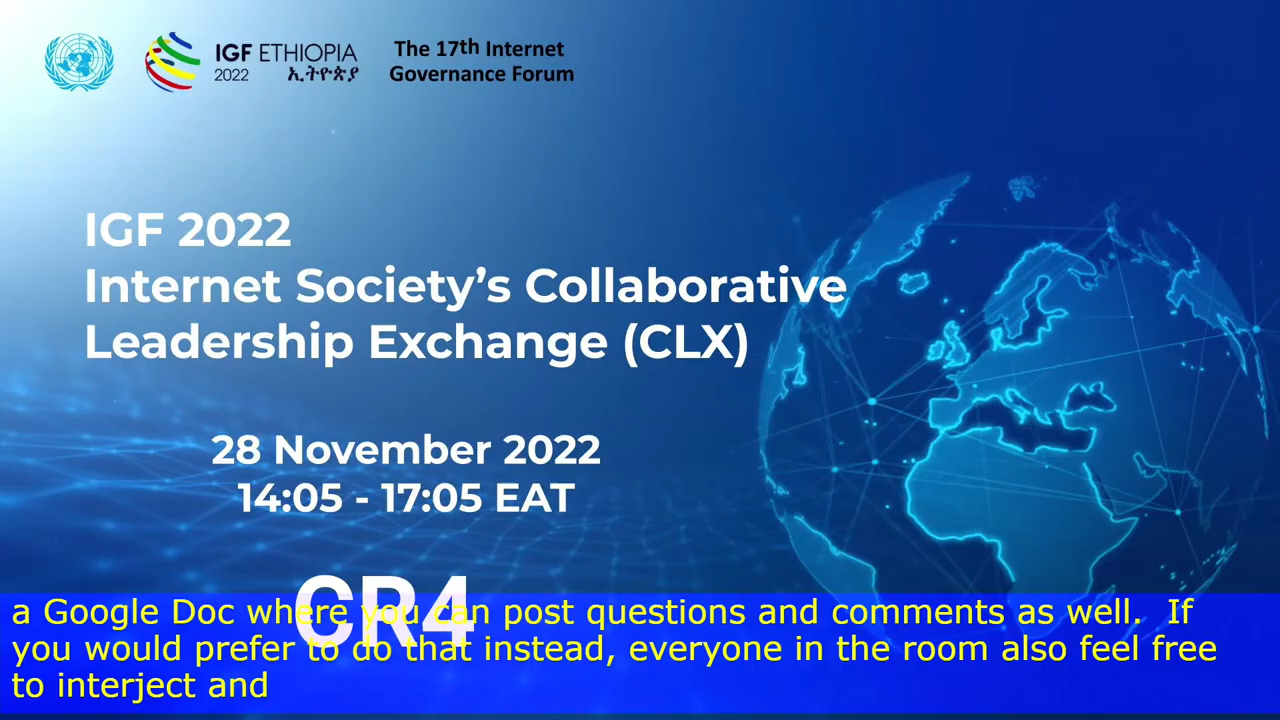 IGF ETHIOPIA
2022 ኢትዮጵያ
The 17th Internet
Governance Forum
IGF 2022
Internet Society’s Collaborative
Leadership Exchange (CLX)
28 November 2022
14:05 - 17:05 EAT
CR4
a Google Doc where you can post questions and comments as well. If
you would prefer to do that instead, everyone in the room also feel free
to interject and